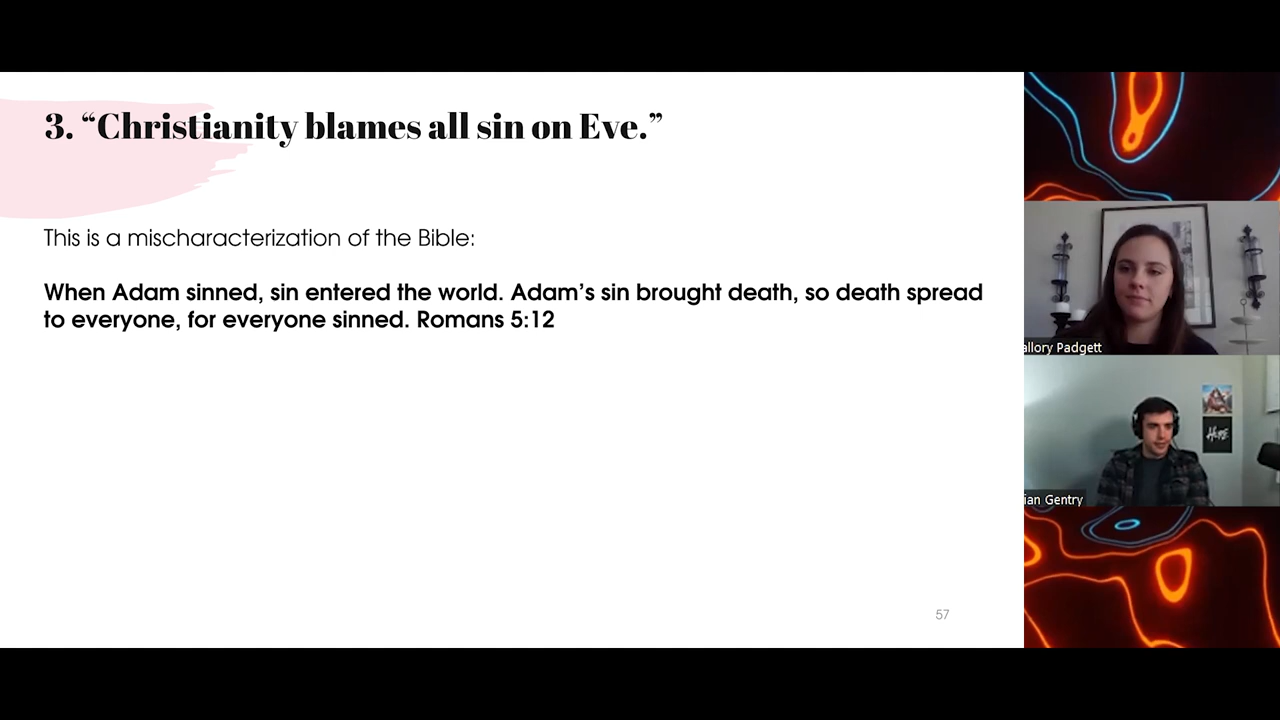 3. “Christianity blames all sin on Eve.”
This is a mischaracterization of the Bible:
When Adam sinned, sin entered the world. Adam’s sin brought death, so death spread
to everyone, for everyone sinned. Romans 5:12
57
allory Padgett
HERE
ian Gentry